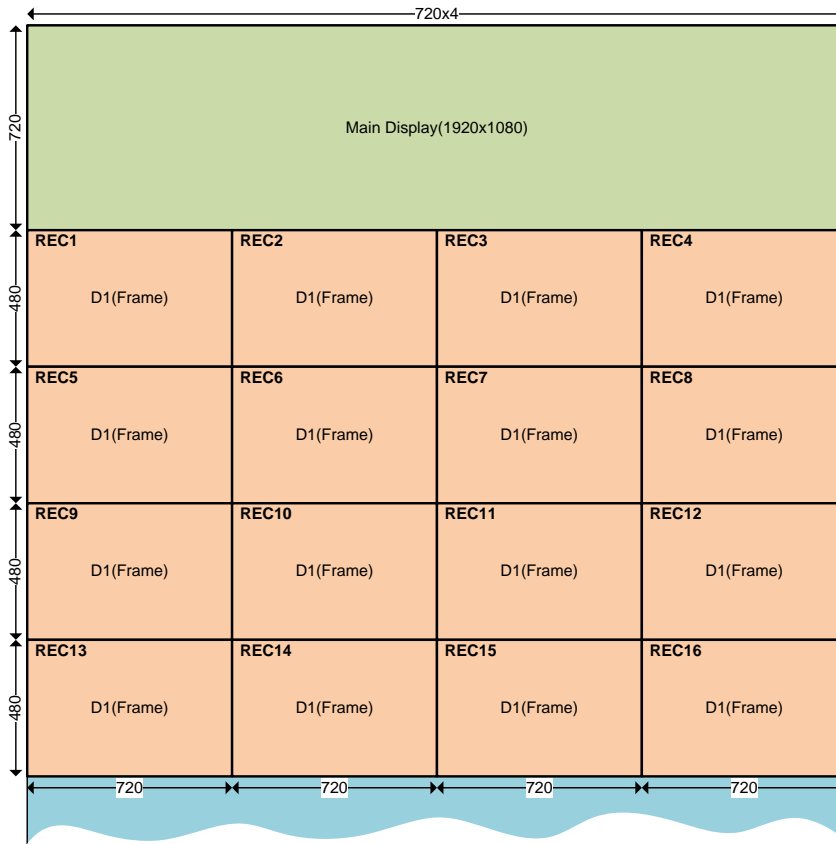 720x4
720
Main Display(1920x1080)
480
REC1 REC2 REC3 REC4
D1(Frame) D1(Frame) D1(Frame) D1(Frame)
480
REC5 REC6 REC7 REC8
D1(Frame) D1(Frame) D1(Frame) D1(Frame)
480
REC9 REC10 REC11 REC12
D1(Frame) D1(Frame) D1(Frame) D1(Frame)
480
REC13 REC14 REC15 REC16
D1(Frame) D1(Frame) D1(Frame) D1(Frame)
720 720 720 720